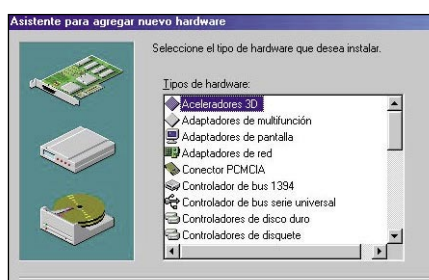 Asistente para agregar nuevo hardware
Seleccione el tipo de hardware que desea instalar.
Tipos de hardware:
Aceleradores 3D
Adaptadores de multifunción
Adaptadores de pantalla
Adaptadores de red
Conector PCMCIA
Controlador de bus 1394
Controlador de bus serie universal
Controladores de disco duro
Controladores de disquete